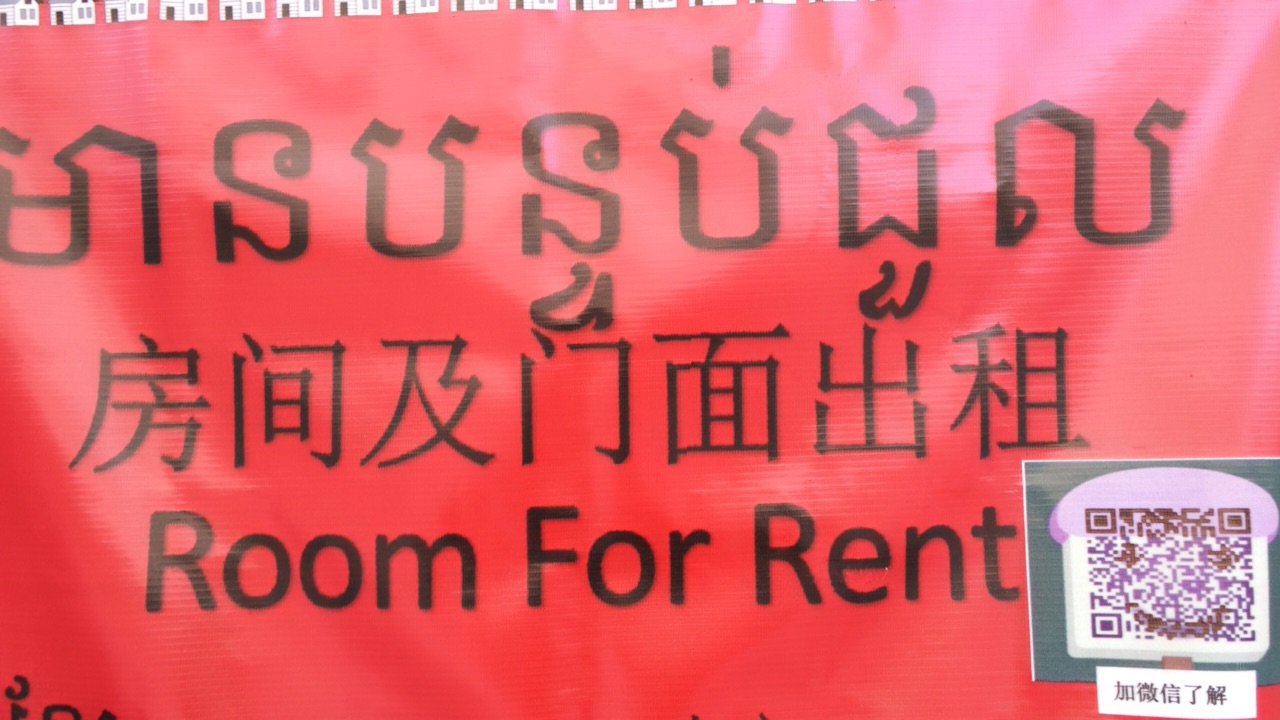 មានបន្ទប់ជួល
房间及门面出租
Room For Rent
加微信了解